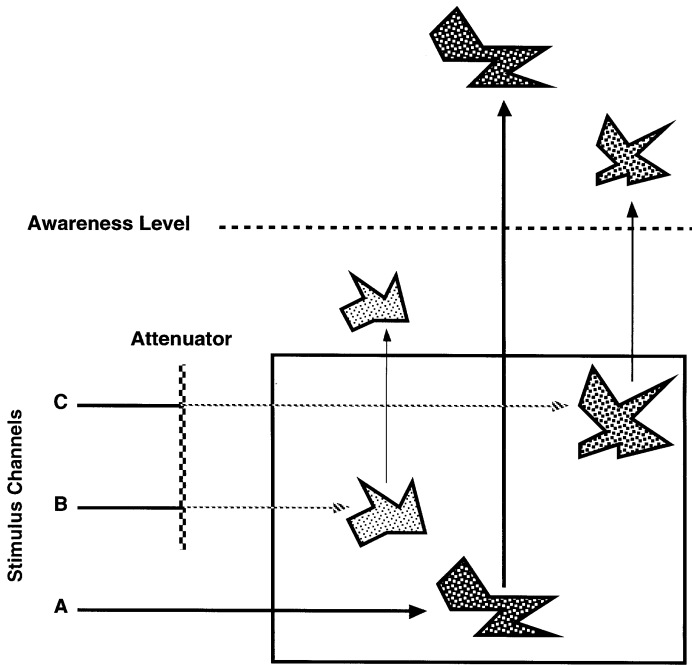 Awareness Level
Attenuator
C
B
A
Stimulus Channels